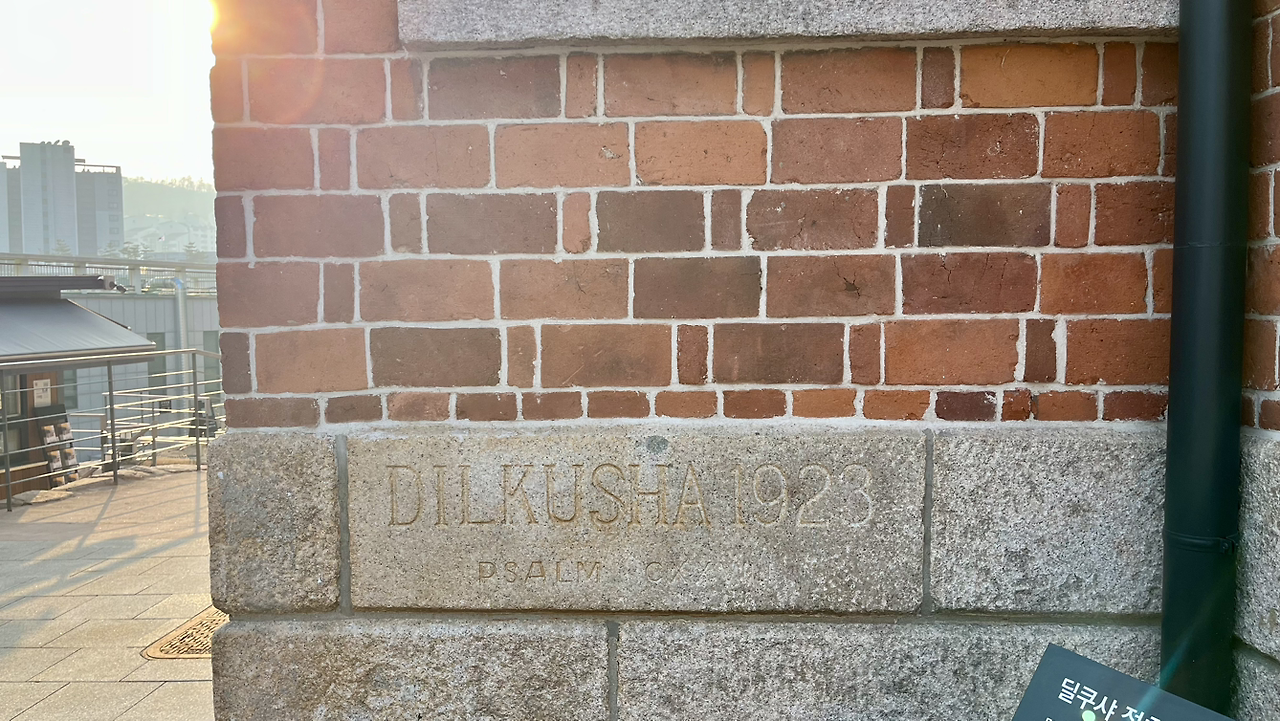 DILKUSHA 1923
PSALM
딜쿠샤